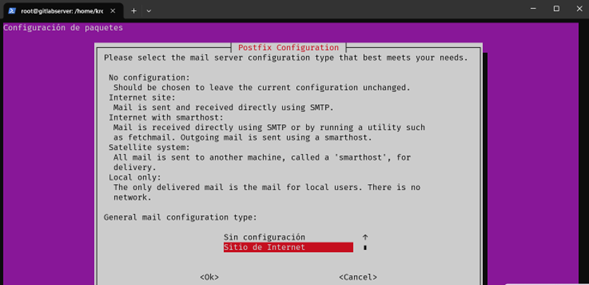 root@gitlabserver: /home/kro
Configuración de paquetes
Postfix Configuration
Please select the mail server configuration type that best meets your needs.
No configuration:
Should be chosen to leave the current configuration unchanged.
Internet site:
Mail is sent and received directly using SMTP.
Internet with smarthost:
Mail is received directly using SMTP or by running a utility such
as fetchmail. Outgoing mail is sent using a smarthost.
Satellite system:
All mail is sent to another machine, called a 'smarthost', for
delivery.
Local only:
The only delivered mail is the mail for local users. There is no
network.
General mail configuration type:
Sin configuración
Sitio de Internet
<Ok> <Cancel>